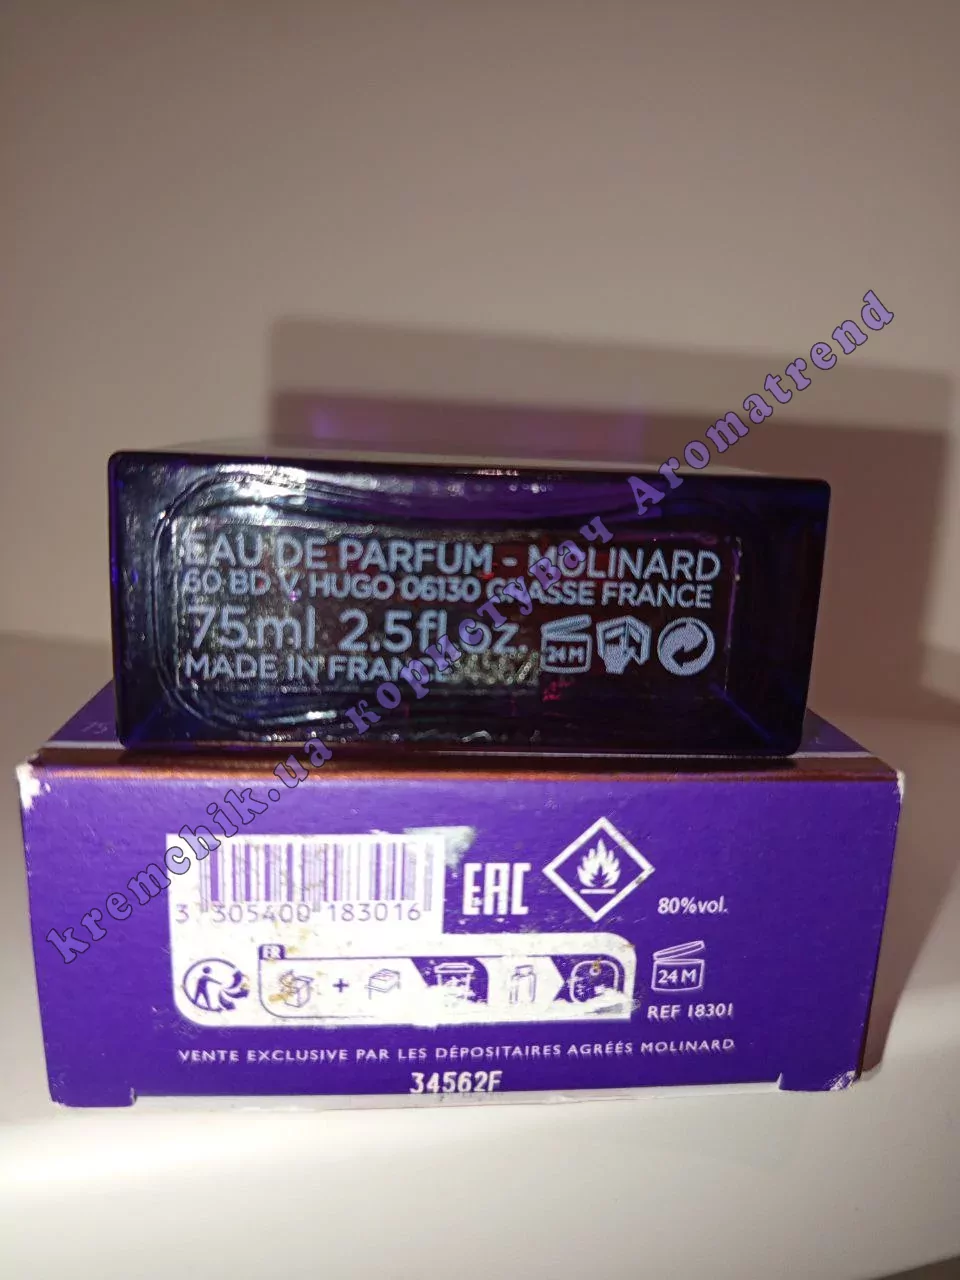 EAU DE PARFUM - MOLINARD
60 BD V. HUGO 06130 GRASSE FRANCE
75ml 2.5fl.oz. 24M
MADE IN FRANCE
kremchik.ua користувач Aromatrend
3 305400 183016
EAC
80%vol.
FR
+
24M
REF 18301
VENTE EXCLUSIVE PAR LES DÉPOSITAIRES AGRÉÉS MOLINARD
34562F